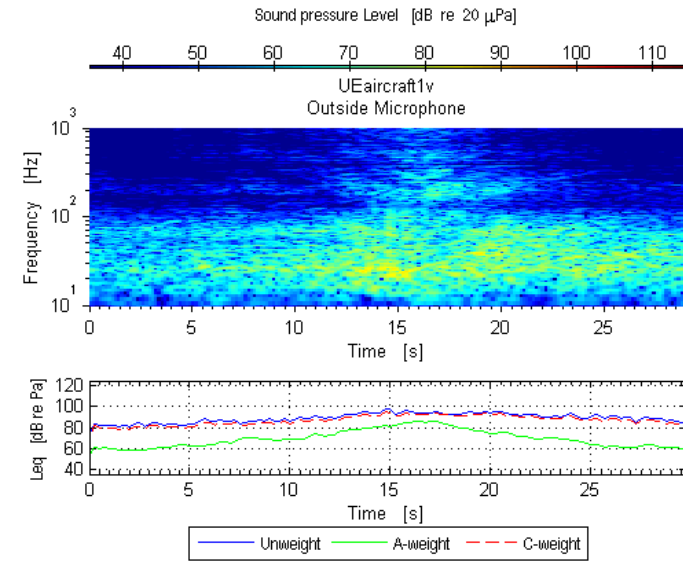 Sound pressure Level [dB re 20 μPa]
40 50 60 70 80 90 100 110
UEaircraft1v
Outside Microphone
Frequency [Hz]
10^3
10^2
10^1
0 5 10 15 20 25
Time [s]
Leq [dB re Pa]
120
100
80
60
40
0 5 10 15 20 25
Time [s]
Unweight A-weight C-weight